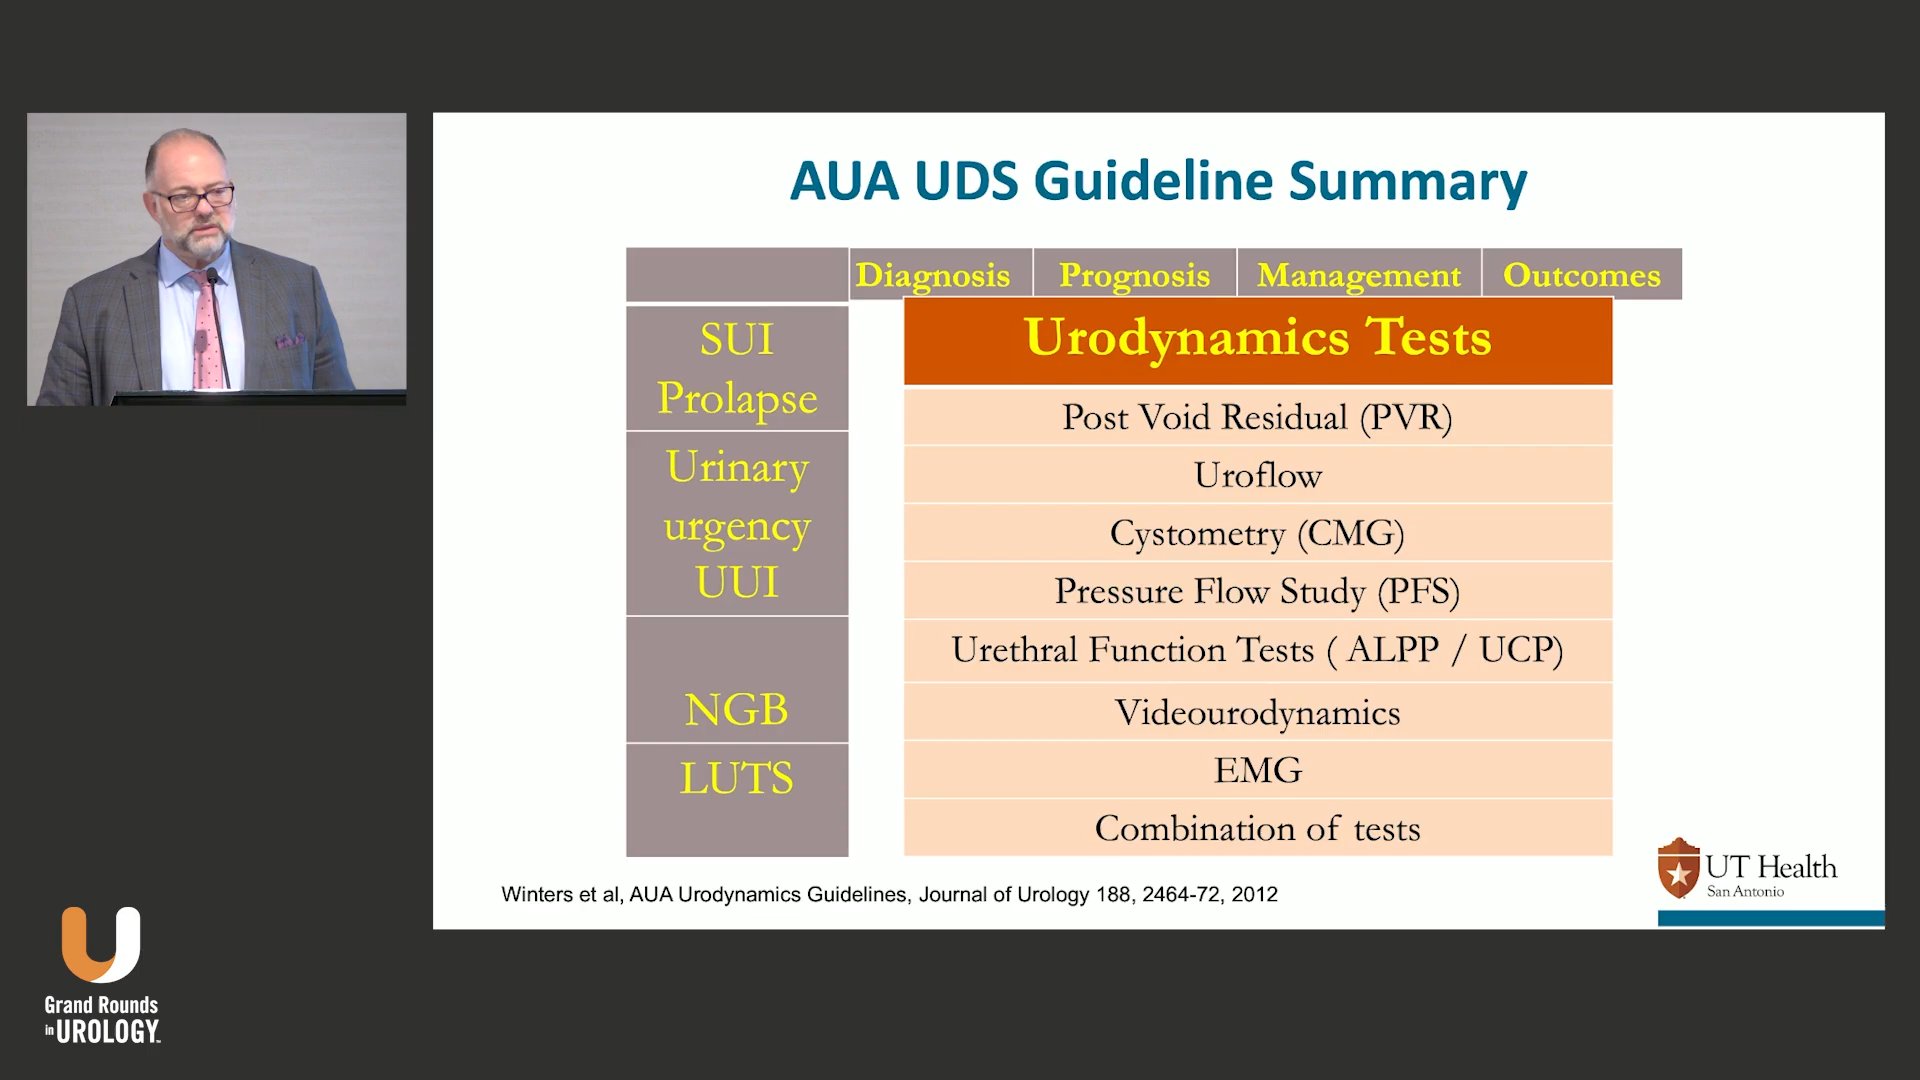 AUA UDS Guideline Summary
Diagnosis Prognosis Management Outcomes
SUI
Prolapse
Urinary
urgency
UUI
NGB
LUTS
Urodynamics Tests
Post Void Residual (PVR)
Uroflow
Cystometry (CMG)
Pressure Flow Study (PFS)
Urethral Function Tests ( ALPP / UCP)
Videourodynamics
EMG
Combination of tests
Winters et al, AUA Urodynamics Guidelines, Journal of Urology 188, 2464-72, 2012
UT Health
San Antonio
Grand Rounds
in UROLOGY™